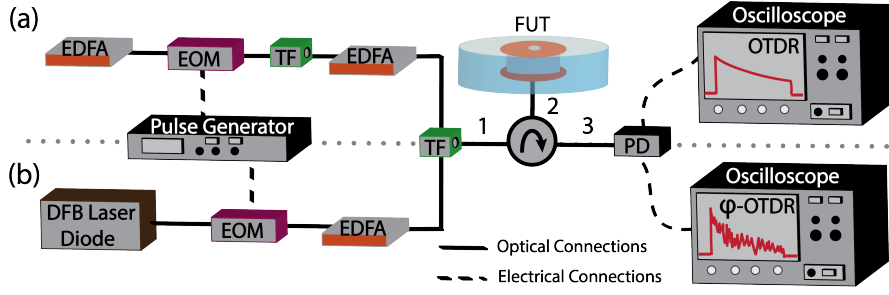 (a)
EDFA
EOM
TF
EDFA
FUT
Oscilloscope
OTDR
Pulse Generator
TF
1
2
3
PD
(b)
DFB Laser
Diode
EOM
EDFA
Oscilloscope
φ-OTDR
Optical Connections
Electrical Connections